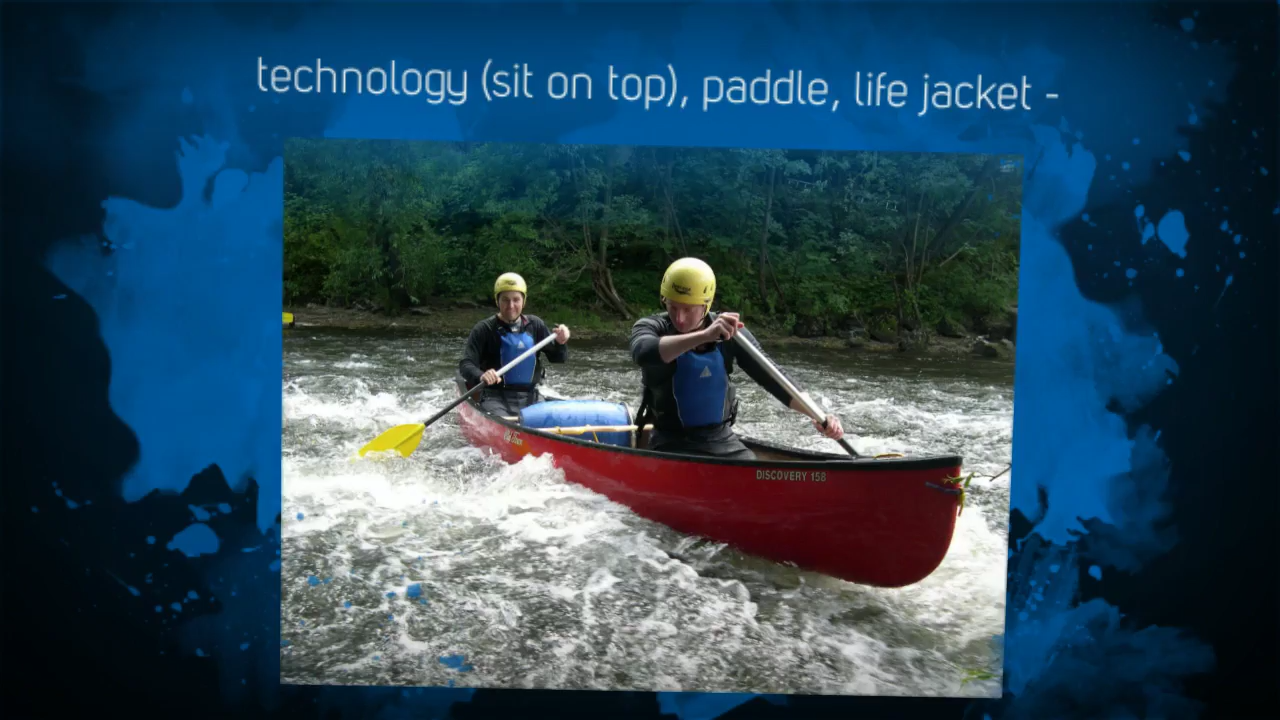 technology (sit on top), paddle, life jacket -
DISCOVERY 158